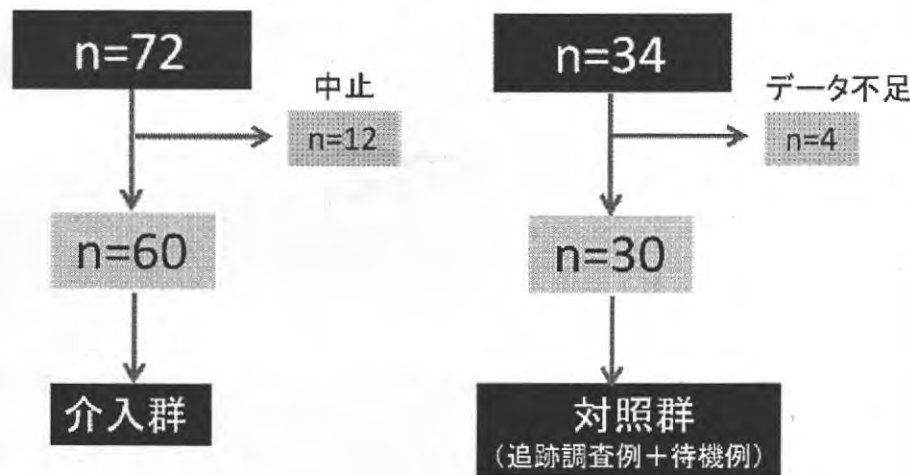 n=72
中止
n=12
n=60
介入群
n=34
データ不足
n=4
n=30
対照群
(追跡調査例＋待機例)